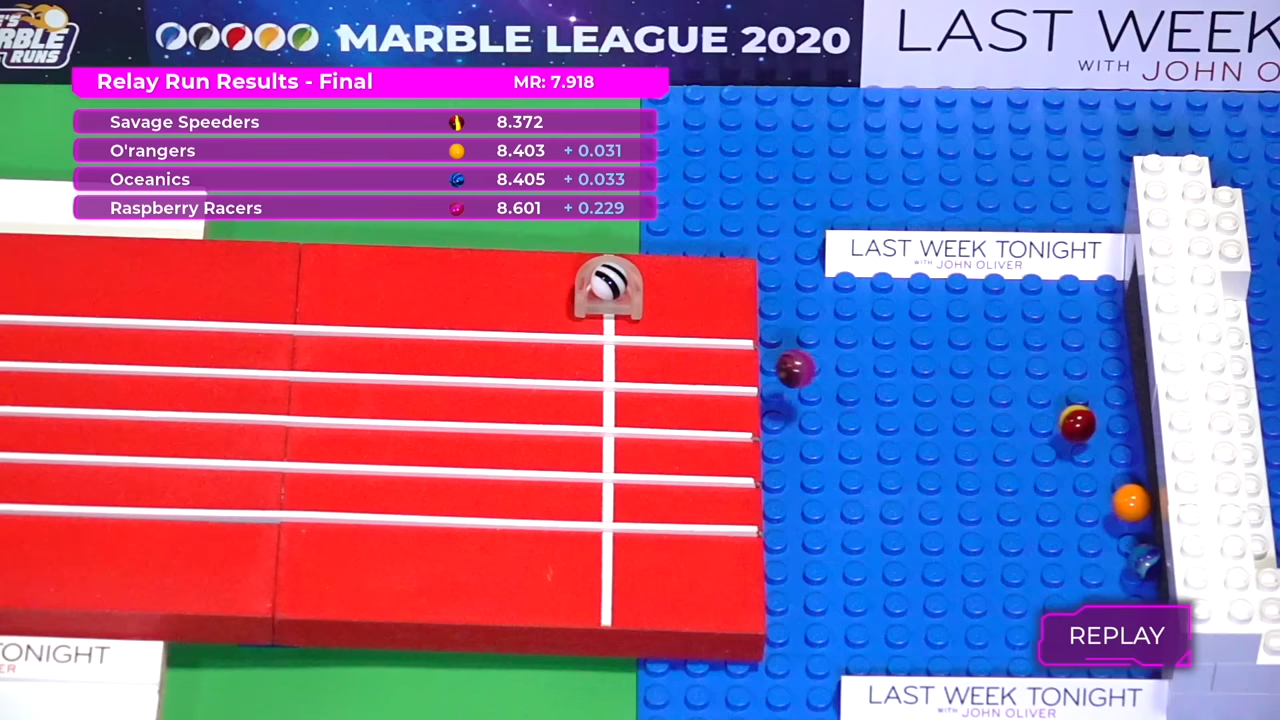 E'S
RBLE
RUNS
MARBLE LEAGUE 2020
LAST WEEK
WITH JOHN O
Relay Run Results - Final MR: 7.918
Savage Speeders 8.372
O'rangers 8.403 + 0.031
Oceanics 8.405 + 0.033
Raspberry Racers 8.601 + 0.229
LAST WEEK TONIGHT
WITH JOHN OLIVER
REPLAY
TONIGHT
ER
LAST WEEK TONIGHT
WITH JOHN OLIVER